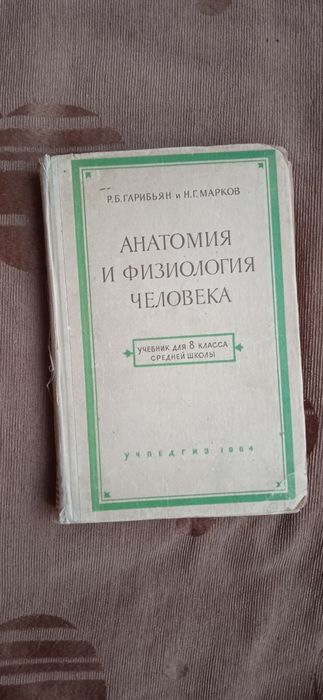 Р.Б.ГАРИБЬЯН и Н.Г.МАРКОВ
АНАТОМИЯ
И ФИЗИОЛОГИЯ
ЧЕЛОВЕКА
УЧЕБНИК ДЛЯ 8 КЛАССА
СРЕДНЕЙ ШКОЛЫ
УЧПЕДГИЗ 1964